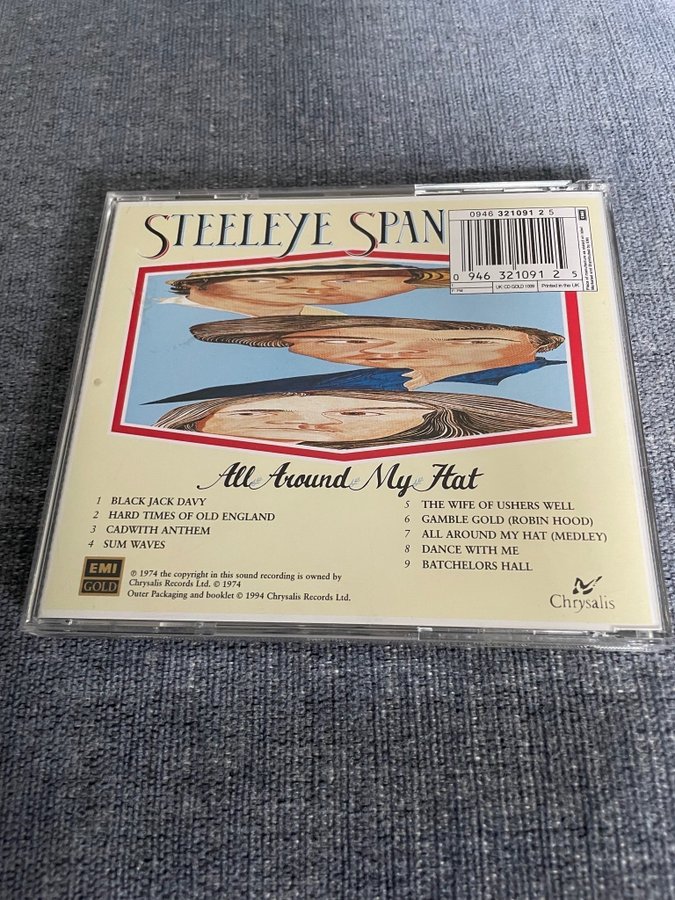 STEELEYE SPAN
0946 321091 2 5
0 946 321091 2 5
UK:CD GOLD 1009
Printed in the UK
EMI
All Around My Hat
1 BLACK JACK DAVY
2 HARD TIMES OF OLD ENGLAND
3 CADWITH ANTHEM
4 SUM WAVES
5 THE WIFE OF USHERS WELL
6 GAMBLE GOLD (ROBIN HOOD)
7 ALL AROUND MY HAT (MEDLEY)
8 DANCE WITH ME
9 BATCHELORS HALL
EMI
GOLD
℗ 1974 the copyright in this sound recording is owned by
Chrysalis Records Ltd. © 1974
Outer Packaging and booklet © 1994 Chrysalis Records Ltd.
Chrysalis